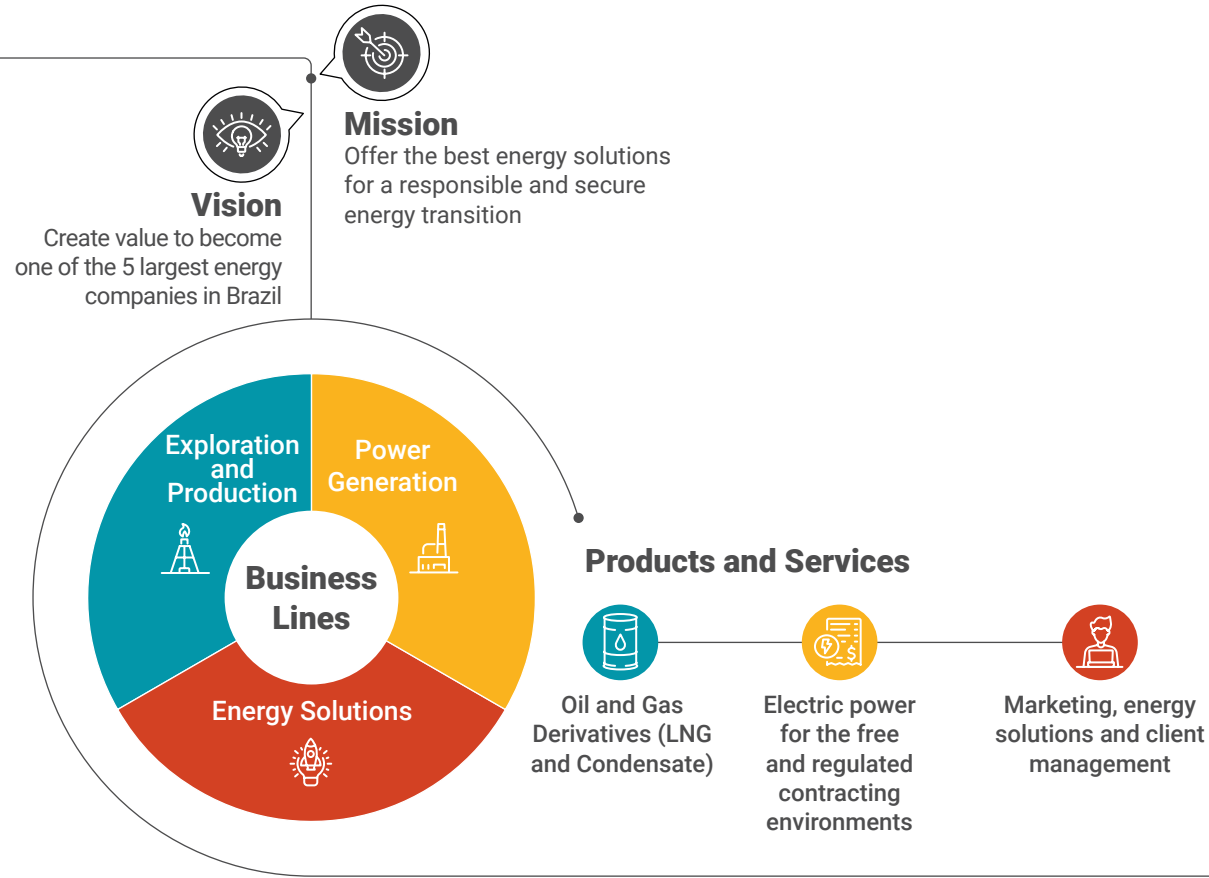 Mission
Offer the best energy solutions
for a responsible and secure
energy transition
Vision
Create value to become
one of the 5 largest energy
companies in Brazil
Exploration
and
Production
Power
Generation
Business
Lines
Energy Solutions
Products and Services
Oil and Gas
Derivatives (LNG
and Condensate)
Electric power
for the free
and regulated
contracting
environments
Marketing, energy
solutions and client
management